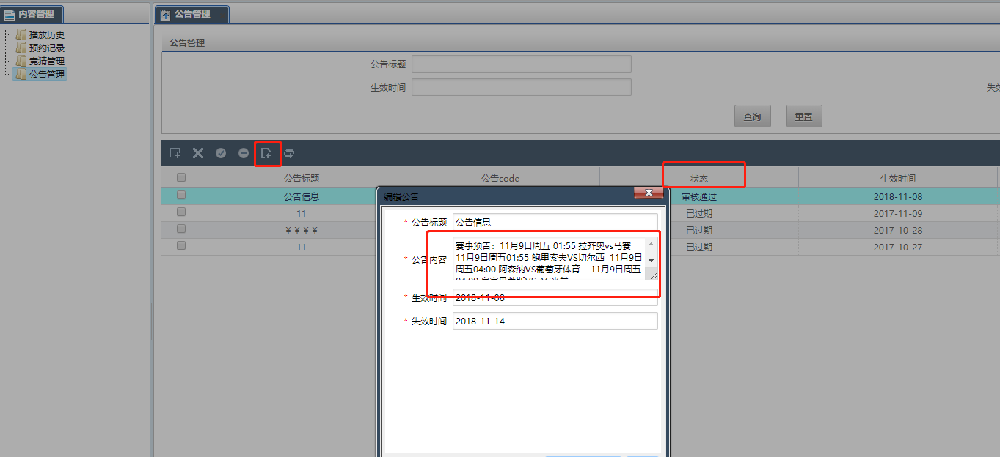 内容管理
公告管理
播放历史
预约记录
竞猜管理
公告管理
公告管理
公告标题
生效时间
失效
查询
重置
公告标题 公告code 状态 生效时间
公告信息 审核通过 2018-11-08
11 已过期 2017-11-09
¥ ¥ ¥ ¥ 已过期 2017-10-28
11 已过期 2017-10-27
编辑公告
* 公告标题 公告信息
* 公告内容
赛事预告：11月9日周五 01:55 拉齐奥vs马赛
11月9日周五01:55 鲍里索夫VS切尔西 11月9日
周五04:00 阿森纳VS葡萄牙体育 11月9日周五
* 生效时间 2018-11-08
* 失效时间 2018-11-14